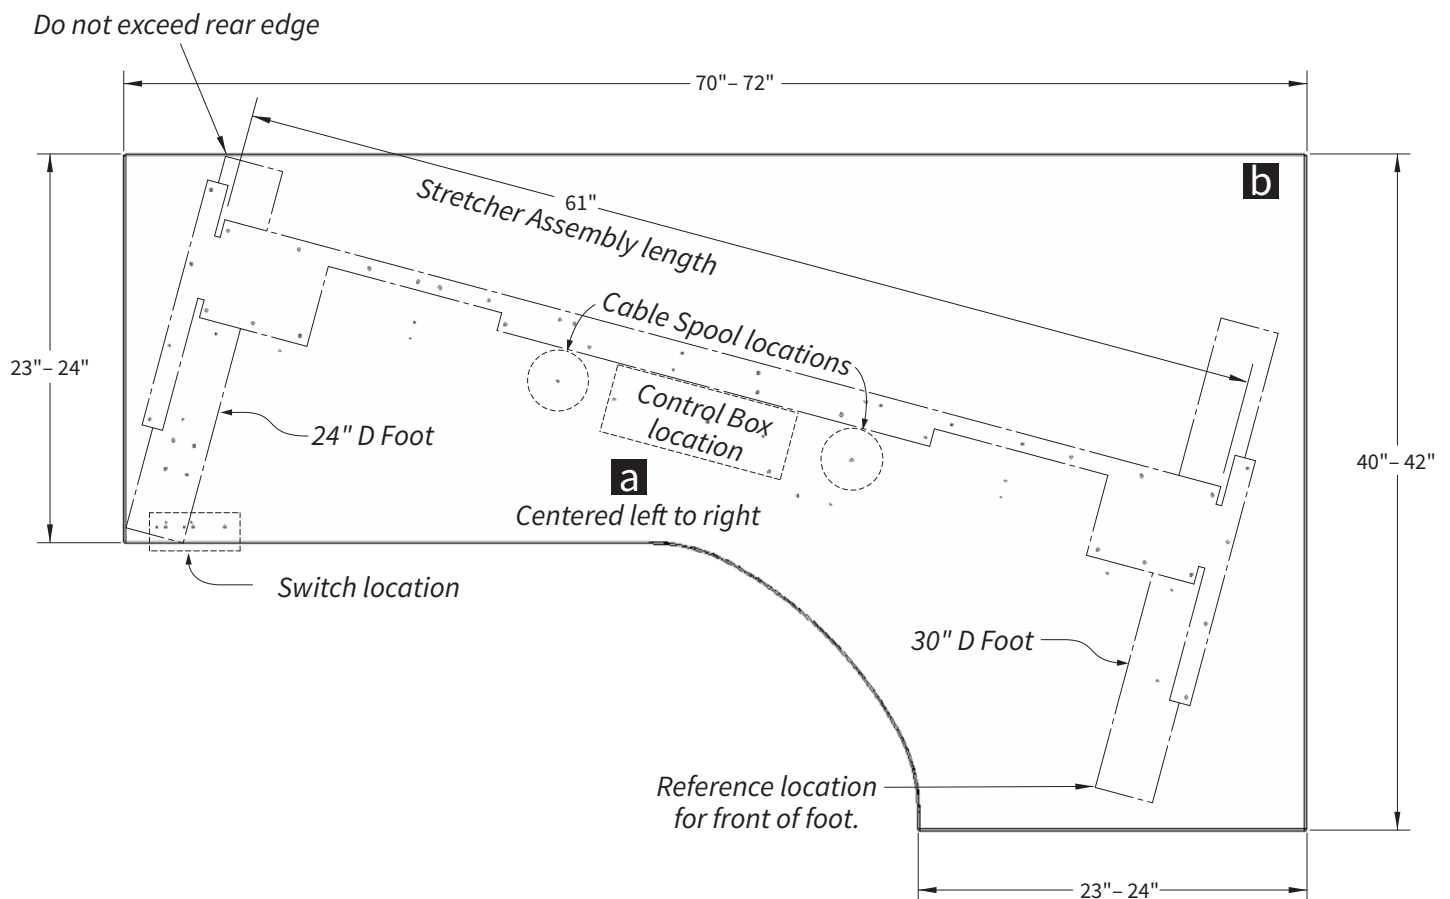 Do not exceed rear edge
70"– 72"
b
61"
Stretcher Assembly length
Cable Spool locations
23"– 24"
Control Box
location
24" D Foot
40"– 42"
a
Centered left to right
Switch location
30" D Foot
Reference location
for front of foot.
23"– 24"